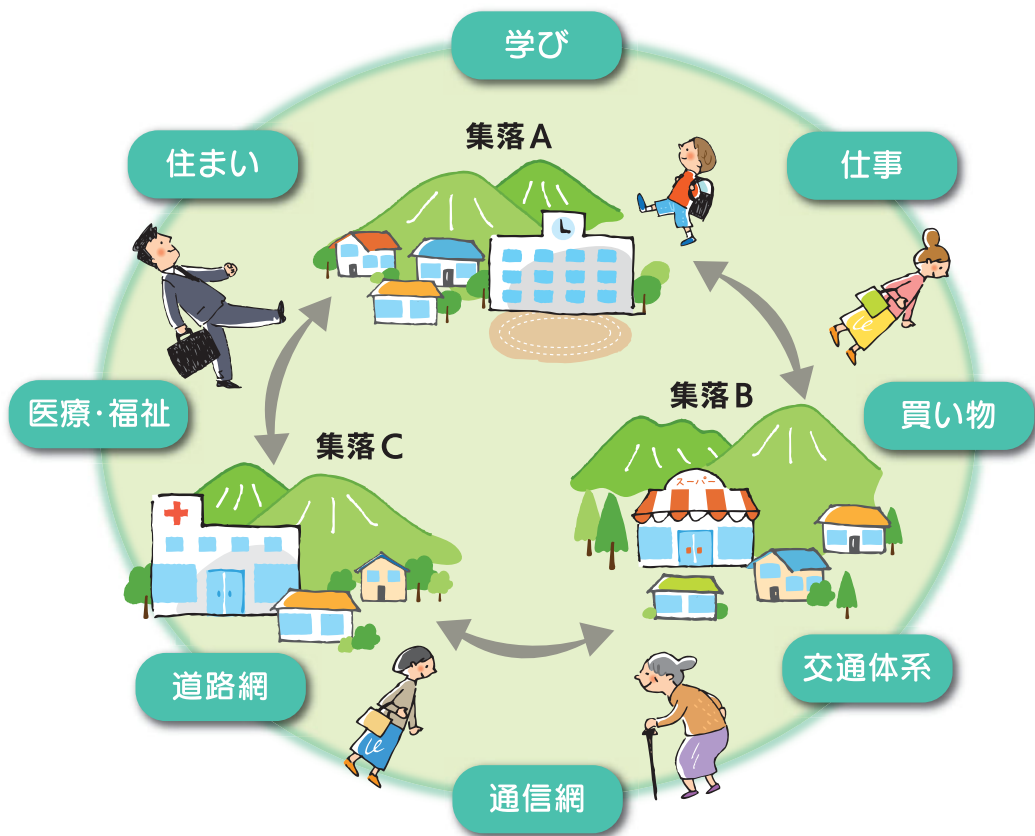 学び
集落A
住まい
仕事
医療・福祉
買い物
集落B
集落C
スーパー
道路網
交通体系
通信網